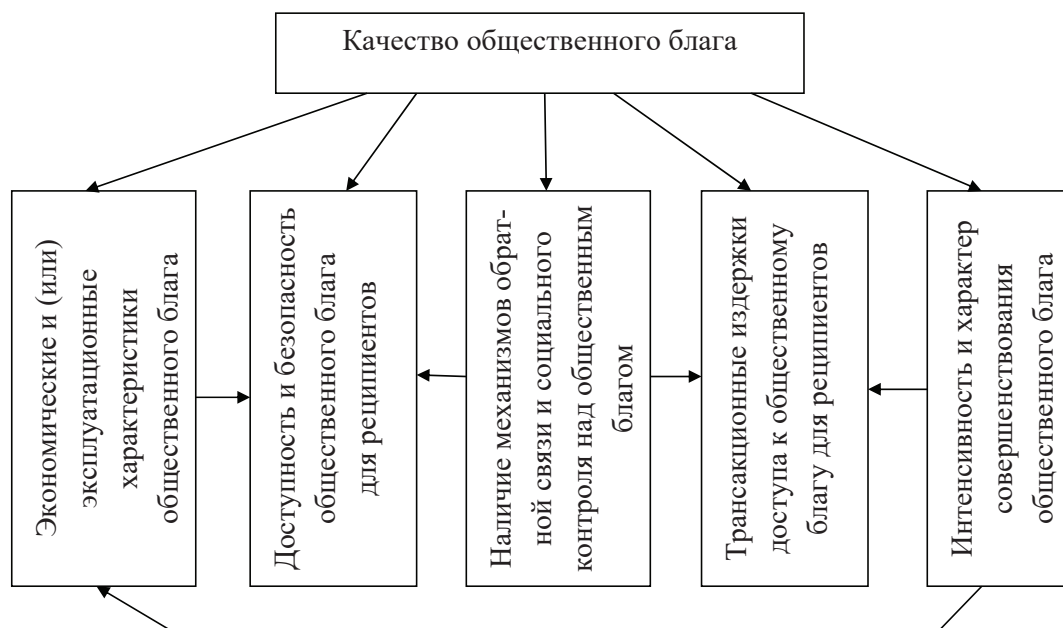 Качество общественного блага
Экономические и (или)
эксплуатационные
характеристики
общественного блага
Доступность и безопасность
общественного блага
для реципиентов
Наличие механизмов обрат-
ной связи и социального
контроля над общественным
благом
Трансакционные издержки
доступа к общественному
благу для реципиентов
Интенсивность и характер
совершенствования
общественного блага